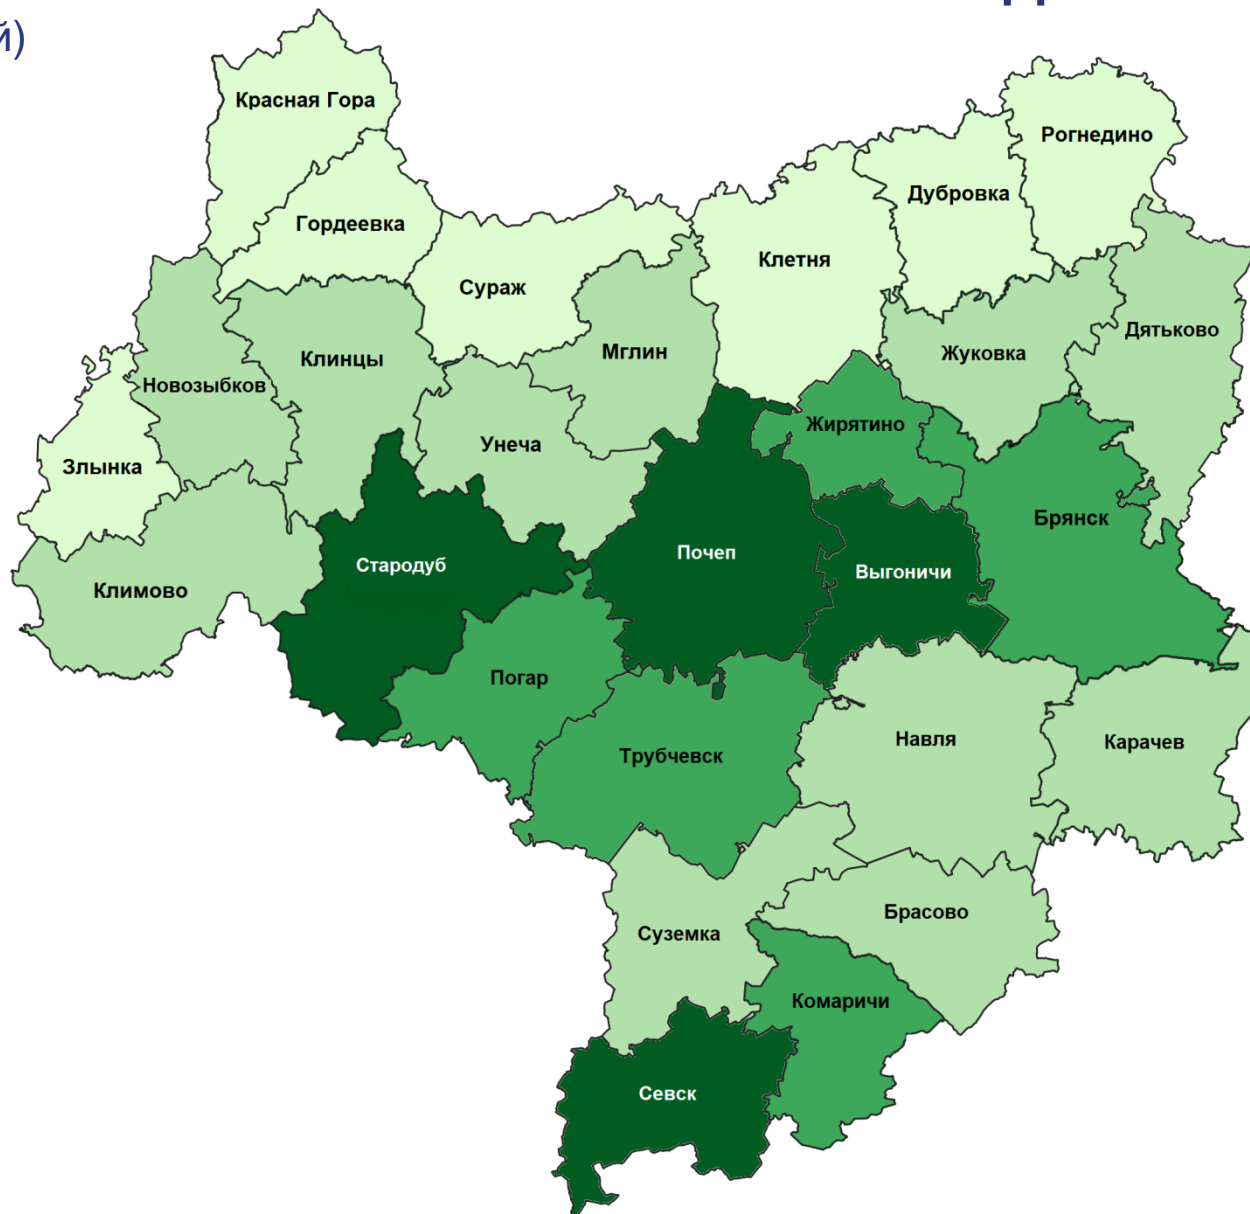 й)
Красная Гора
Рогнедино
Дубровка
Гордеевка
Клетня
Сураж
Дятьково
Мглин
Жуковка
Клинцы
Новозыбков
Жирятино
Унеча
Злынка
Брянск
Почеп
Стародуб
Выгоничи
Климово
Погар
Навля
Карачев
Трубчевск
Брасово
Суземка
Комаричи
Севск